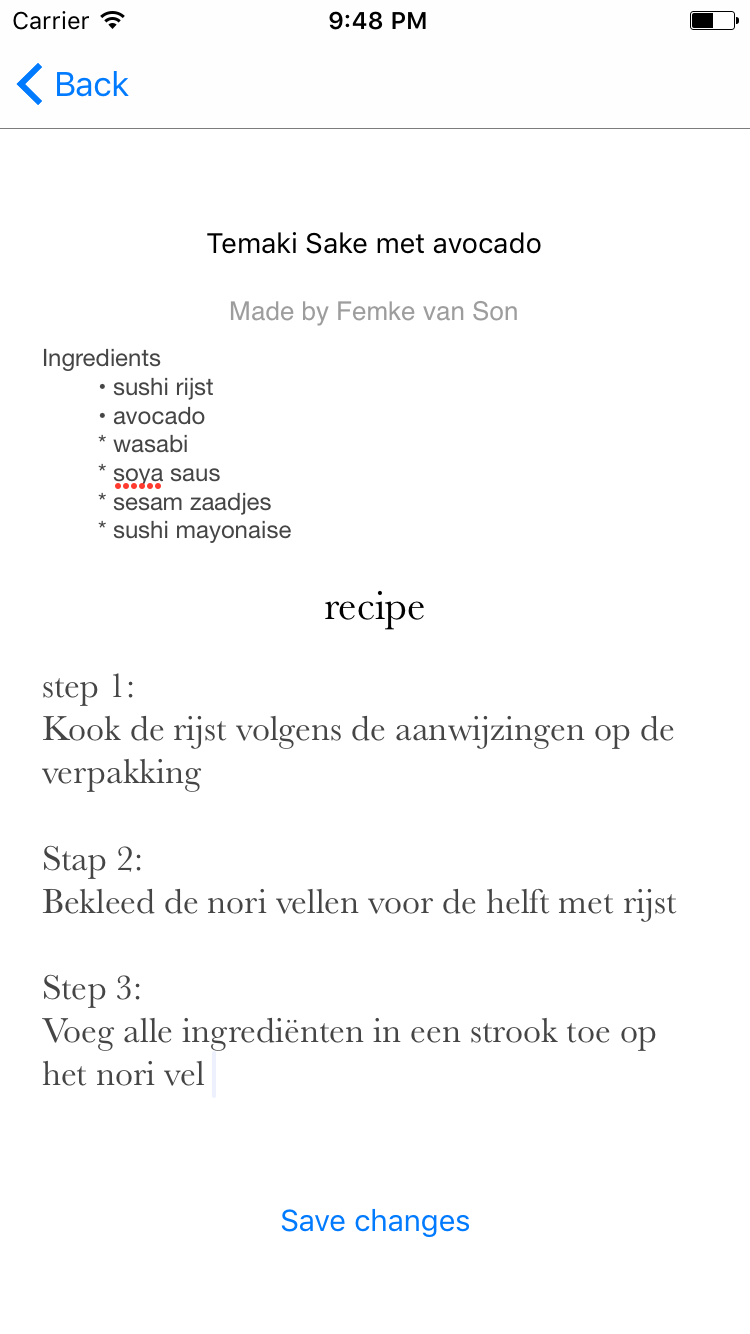 Carrier 9:48 PM
Back
Temaki Sake met avocado
Made by Femke van Son
Ingredients
• sushi rijst
• avocado
* wasabi
* soya saus
* sesam zaadjes
* sushi mayonaise
recipe
step 1:
Kook de rijst volgens de aanwijzingen op de
verpakking
Stap 2:
Bekleed de nori vellen voor de helft met rijst
Step 3:
Voeg alle ingrediënten in een strook toe op
het nori vel
Save changes